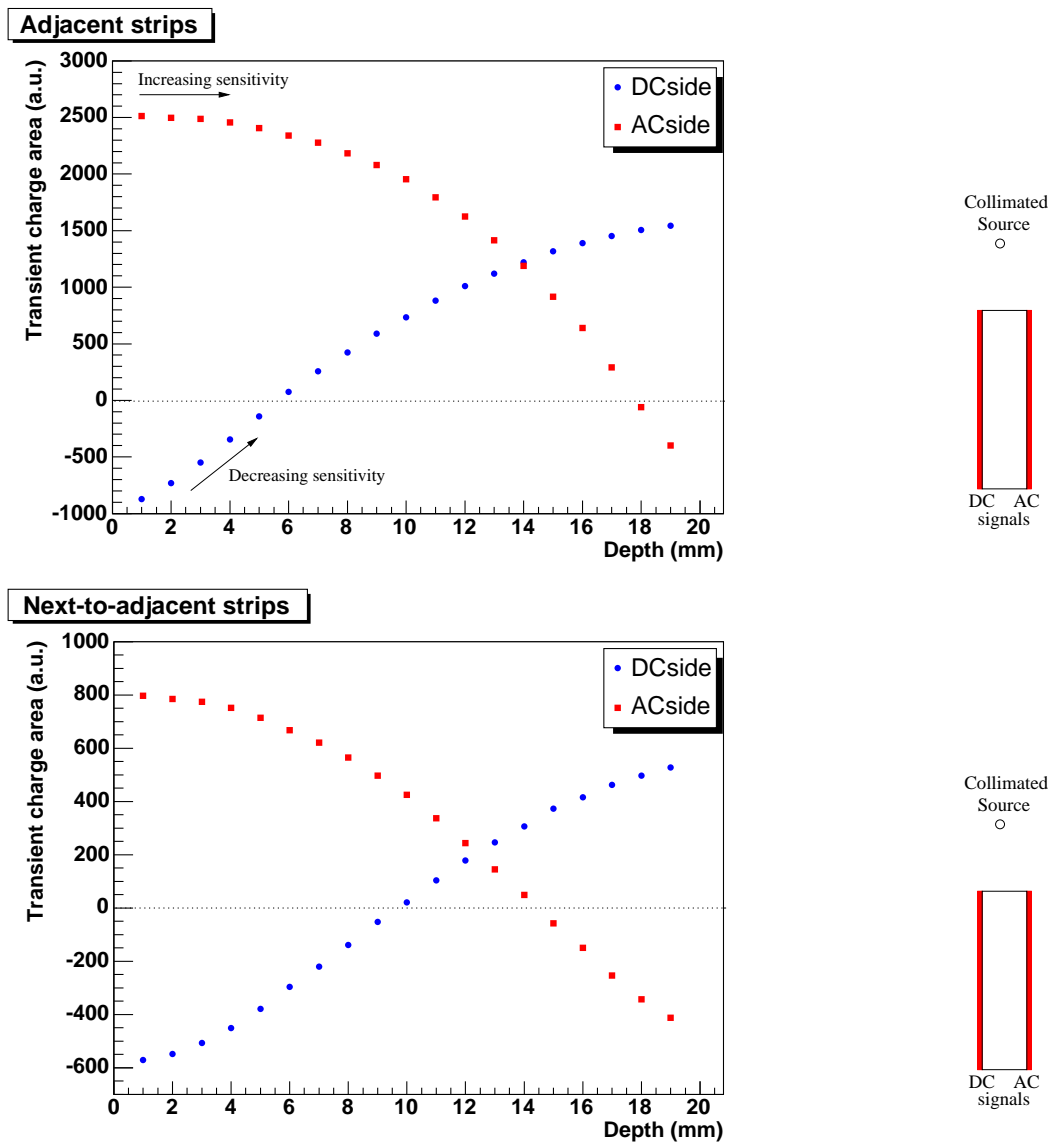 Adjacent strips
Transient charge area (a.u.)
3000
2500
2000
1500
1000
500
0
-500
-1000
Increasing sensitivity
Decreasing sensitivity
DCside
ACside
0 2 4 6 8 10 12 14 16 18 20
Depth (mm)
Collimated
Source
DC AC
signals
Next-to-adjacent strips
Transient charge area (a.u.)
1000
800
600
400
200
0
-200
-400
-600
DCside
ACside
0 2 4 6 8 10 12 14 16 18 20
Depth (mm)
Collimated
Source
DC AC
signals